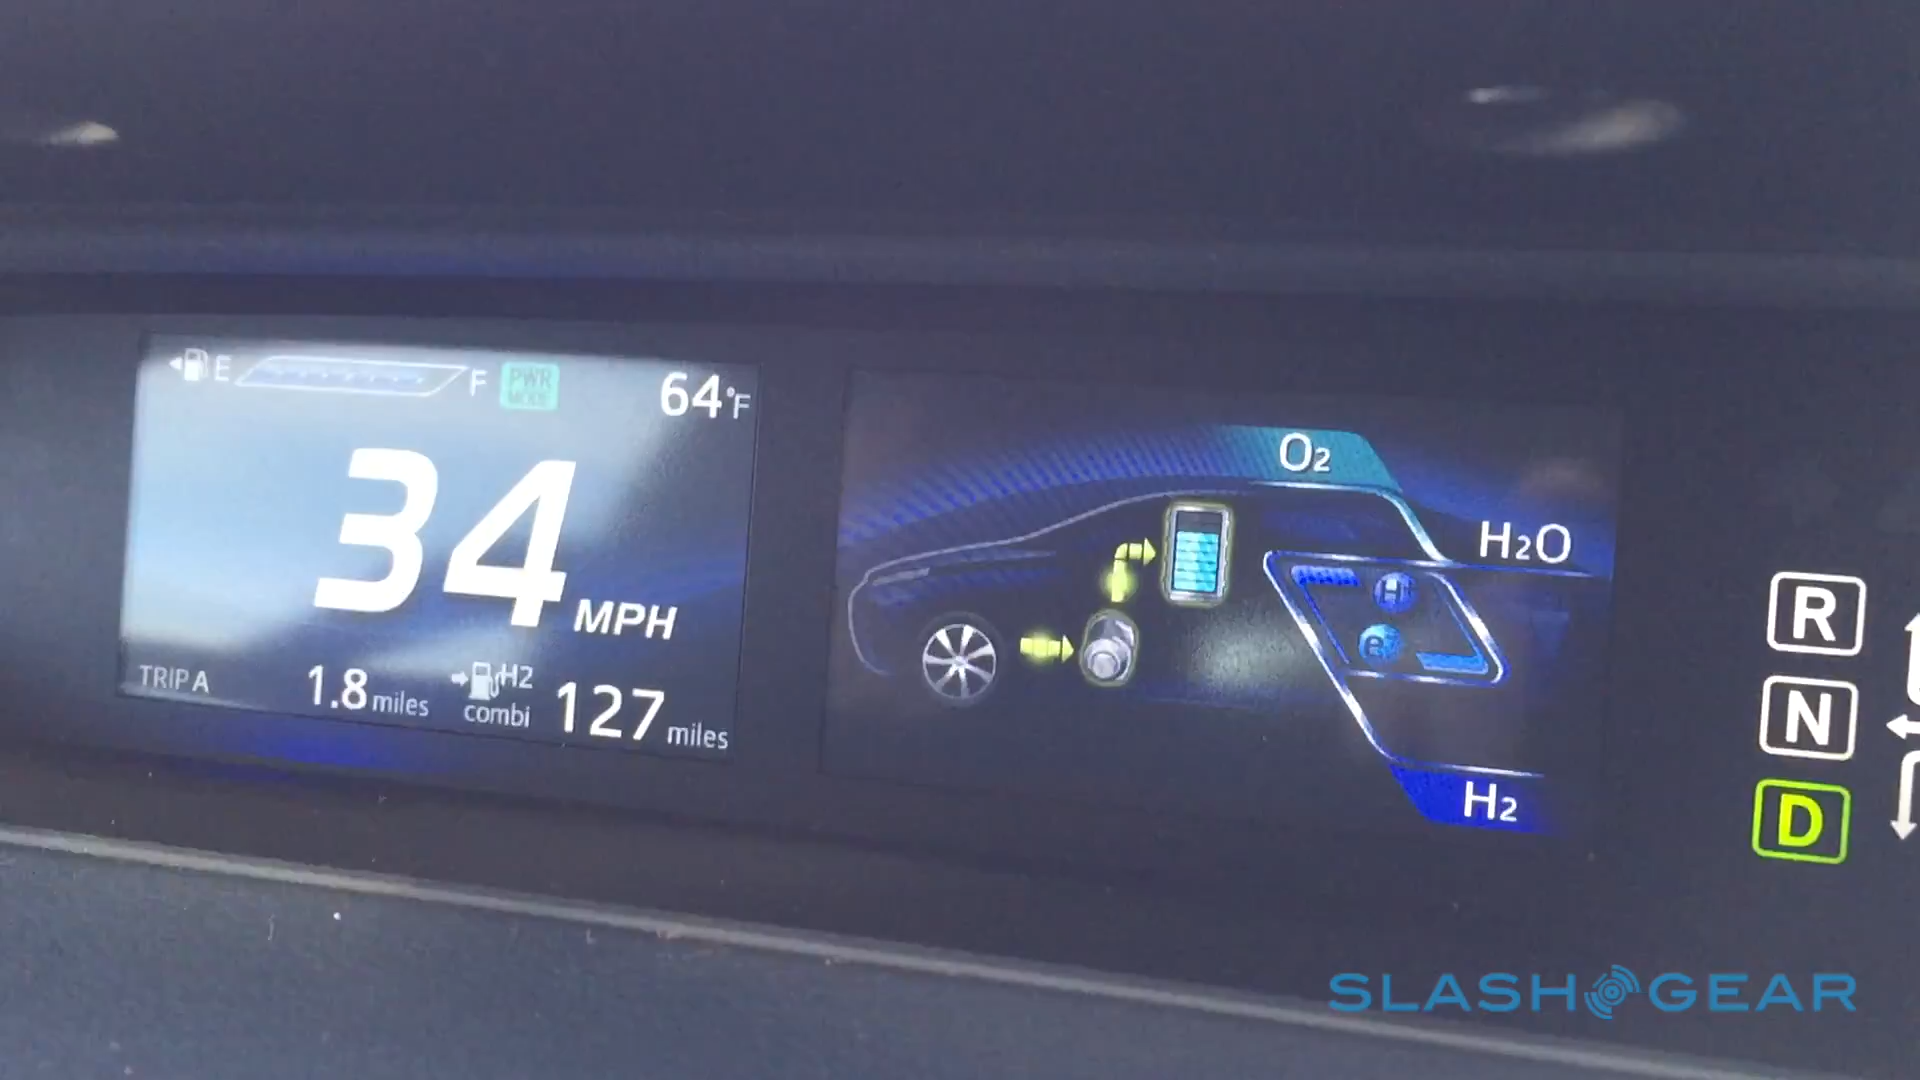 E F PWR MODE 64°F
34 MPH
TRIP A 1.8 miles H2 combi 127 miles
O2
H2O
H
e
H2
R
N
D
SLASHGEAR